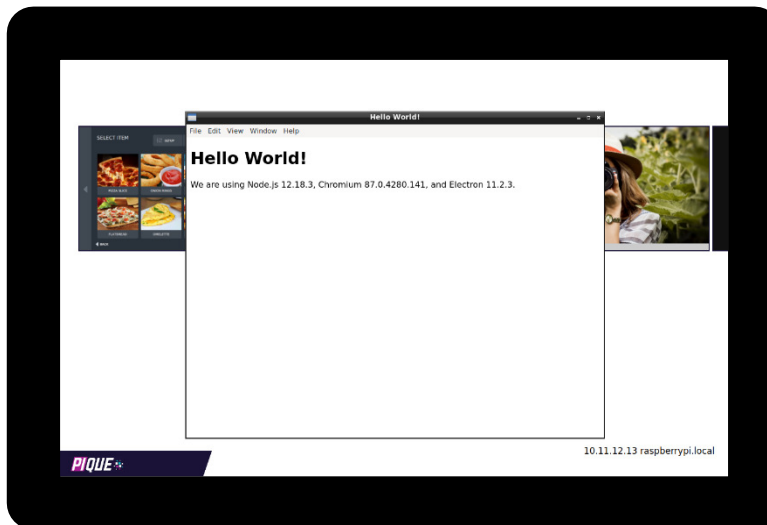 Hello World!
File Edit View Window Help
SELECT ITEM
Hello World!
We are using Node.js 12.18.3, Chromium 87.0.4280.141, and Electron 11.2.3.
BACK
10.11.12.13 raspberrypi.local
PIQUE